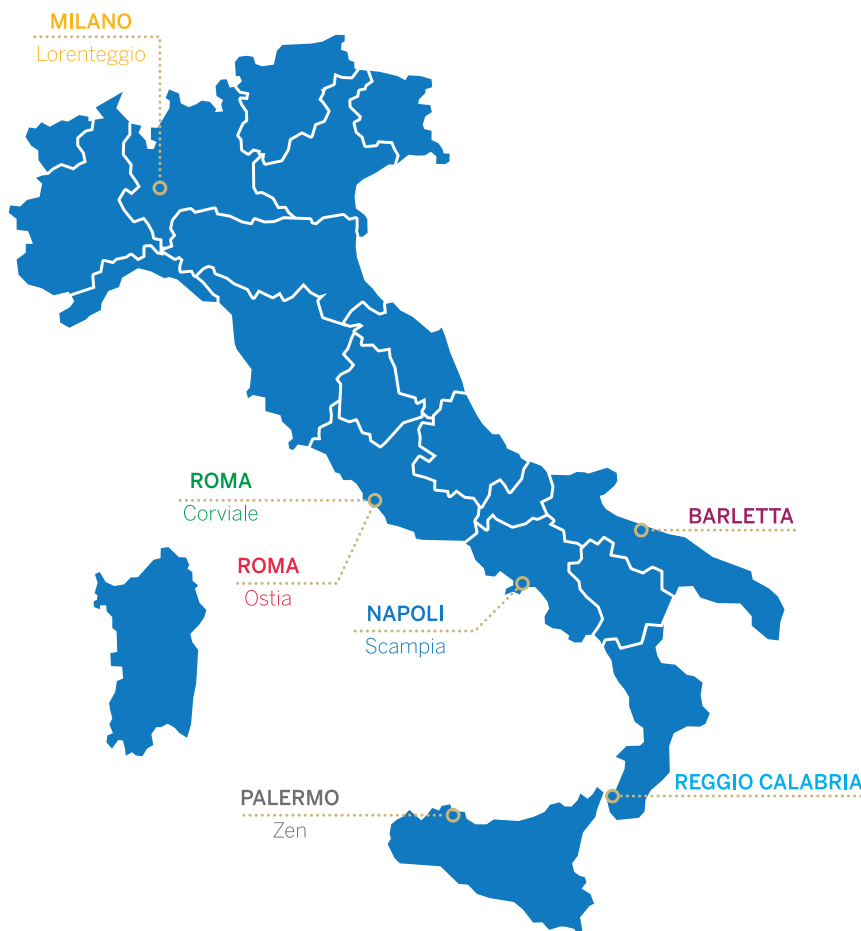 MILANO
Lorenteggio
ROMA
Corviale
BARLETTA
ROMA
Ostia
NAPOLI
Scampia
REGGIO CALABRIA
PALERMO
Zen